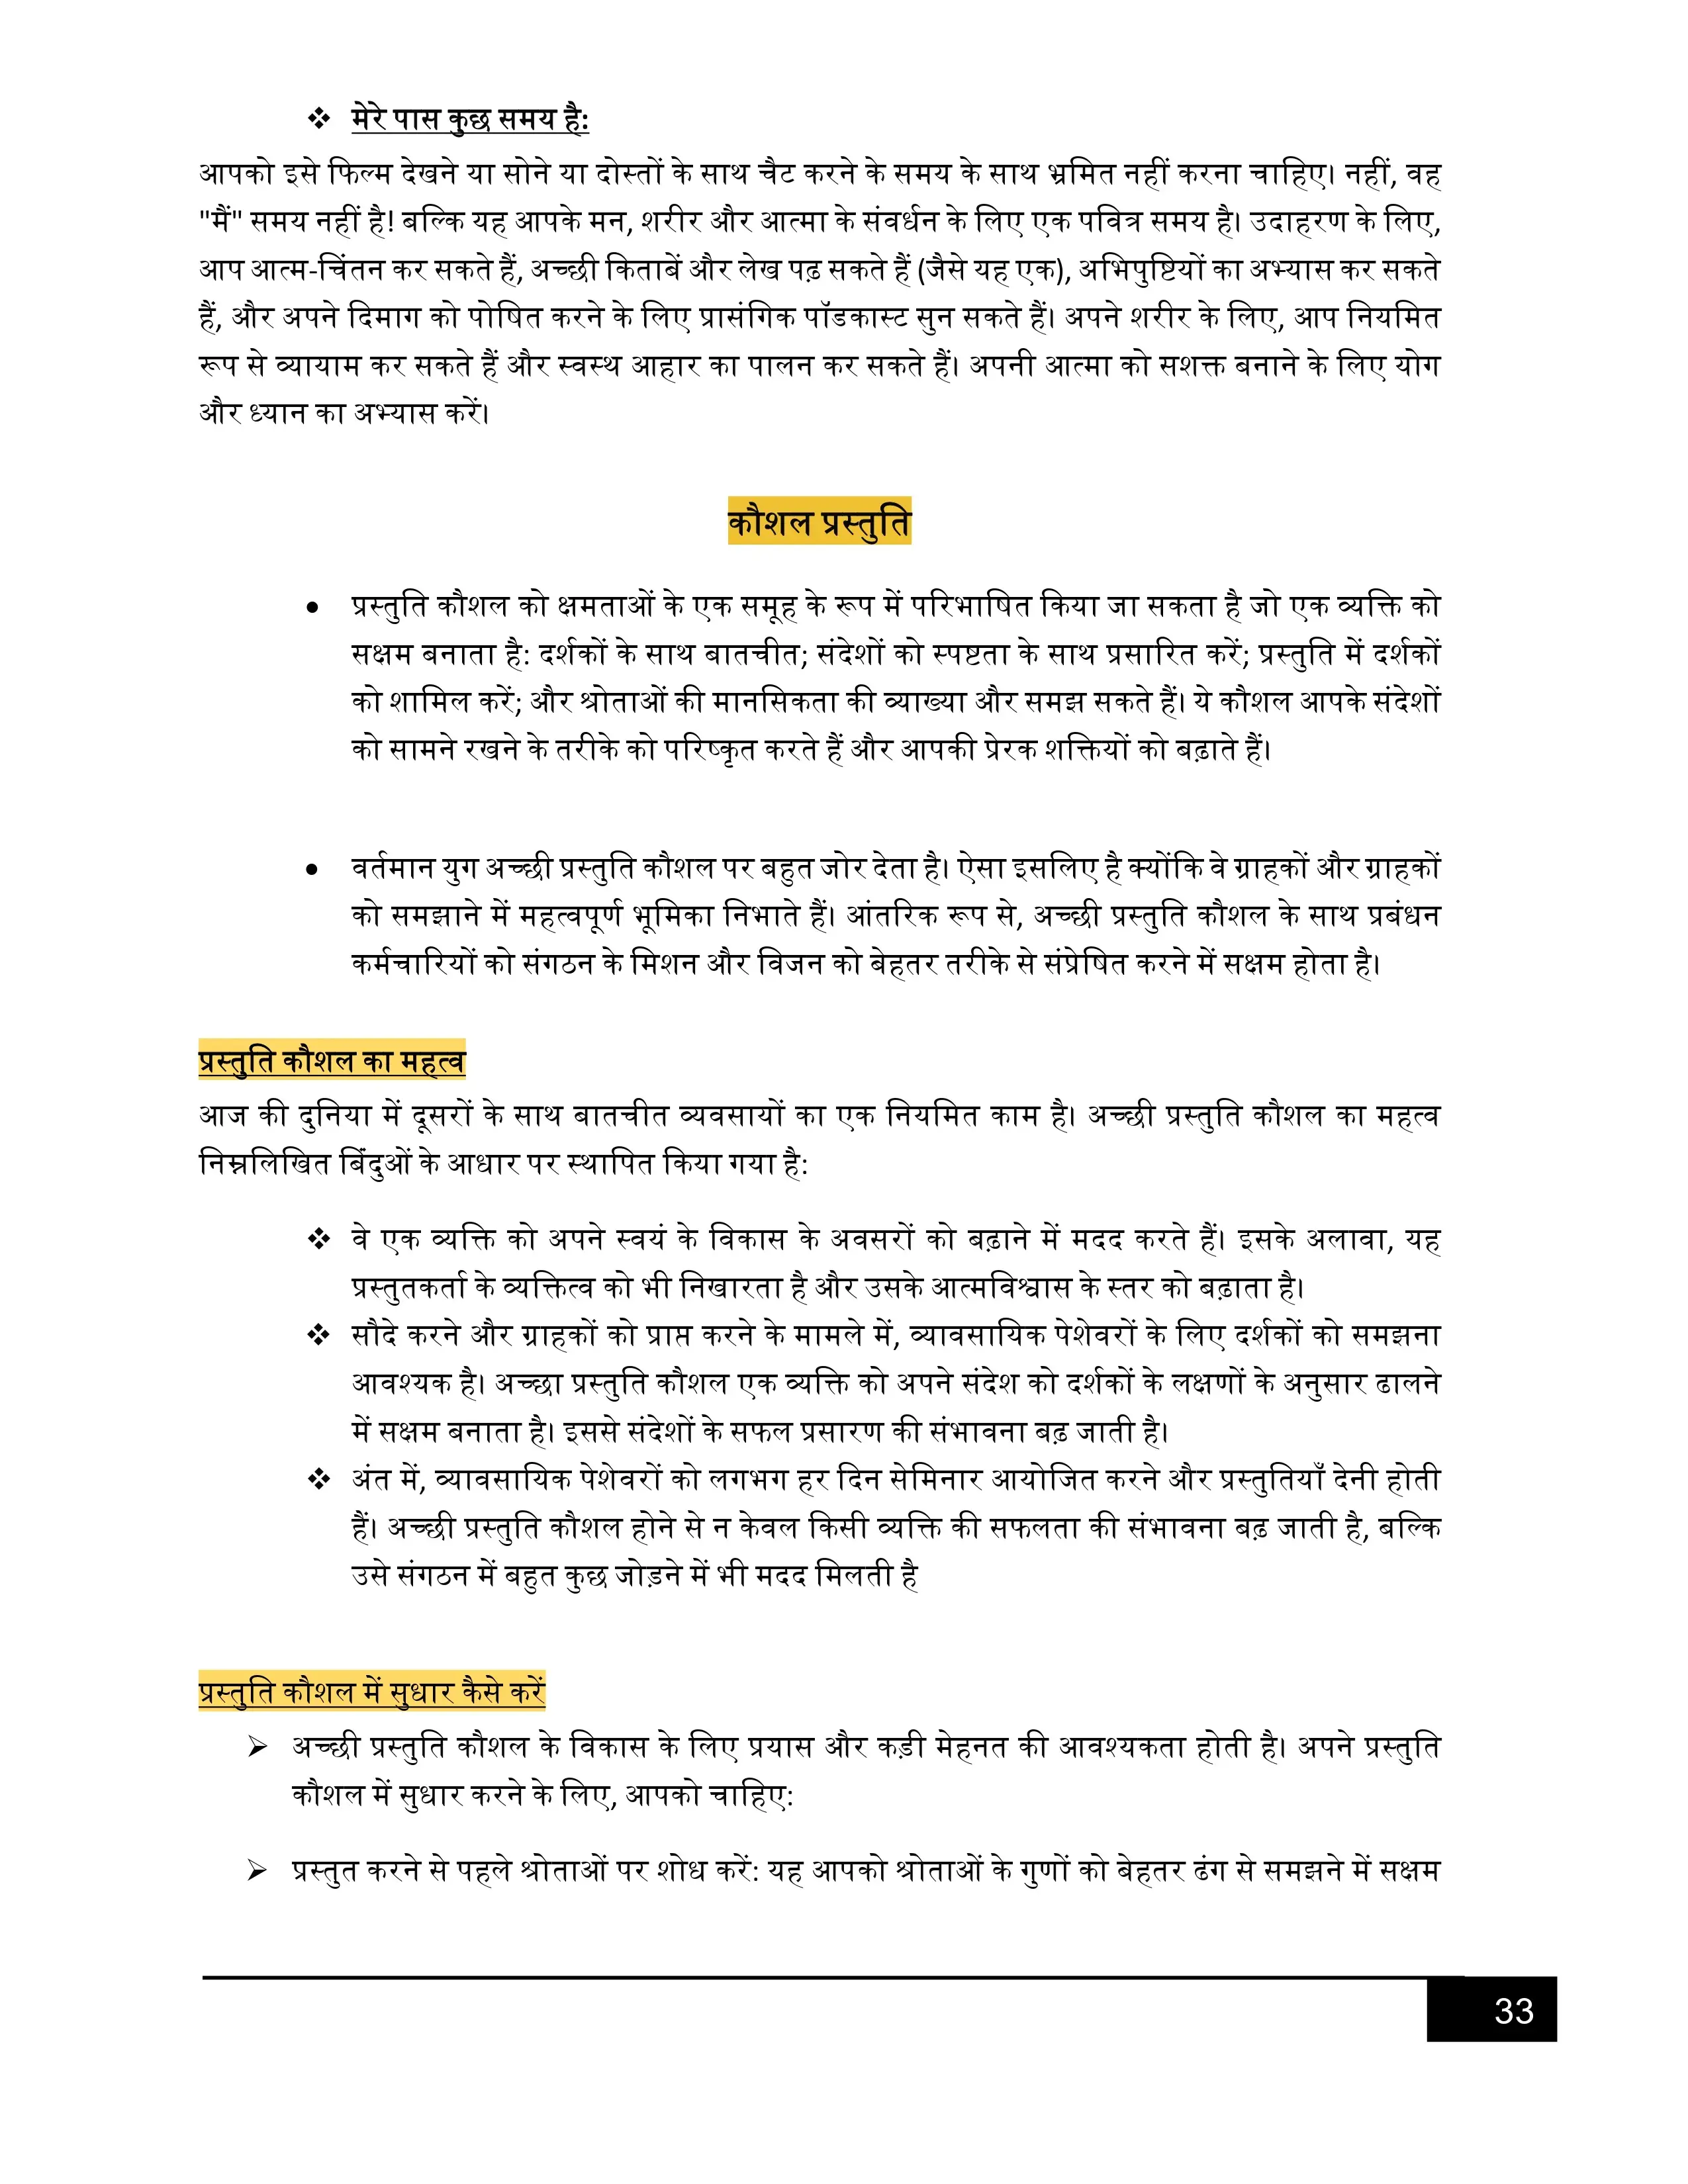 ❖ मेरे पास कुछ समय है:
आपको इसे फिल्म देखने या सोने या दोस्तों के साथ चैट करने के समय के साथ भ्रमित नहीं करना चाहिए। नहीं, वह
"मैं" समय नहीं है! बल्कि यह आपके मन, शरीर और आत्मा के संवर्धन के लिए एक पवित्र समय है। उदाहरण के लिए,
आप आत्म-चिंतन कर सकते हैं, अच्छी किताबें और लेख पढ़ सकते हैं (जैसे यह एक), अभिपुष्टियों का अभ्यास कर सकते
हैं, और अपने दिमाग को पोषित करने के लिए प्रासंगिक पॉडकास्ट सुन सकते हैं। अपने शरीर के लिए, आप नियमित
रूप से व्यायाम कर सकते हैं और स्वस्थ आहार का पालन कर सकते हैं। अपनी आत्मा को सशक्त बनाने के लिए योग
और ध्यान का अभ्यास करें।
कौशल प्रस्तुति
• प्रस्तुति कौशल को क्षमताओं के एक समूह के रूप में परिभाषित किया जा सकता है जो एक व्यक्ति को
सक्षम बनाता है: दर्शकों के साथ बातचीत; संदेशों को स्पष्टता के साथ प्रसारित करें; प्रस्तुति में दर्शकों
को शामिल करें; और श्रोताओं की मानसिकता की व्याख्या और समझ सकते हैं। ये कौशल आपके संदेशों
को सामने रखने के तरीके को परिष्कृत करते हैं और आपकी प्रेरक शक्तियों को बढ़ाते हैं।
• वर्तमान युग अच्छी प्रस्तुति कौशल पर बहुत जोर देता है। ऐसा इसलिए है क्योंकि वे ग्राहकों और ग्राहकों
को समझाने में महत्वपूर्ण भूमिका निभाते हैं। आंतरिक रूप से, अच्छी प्रस्तुति कौशल के साथ प्रबंधन
कर्मचारियों को संगठन के मिशन और विजन को बेहतर तरीके से संप्रेषित करने में सक्षम होता है।
प्रस्तुति कौशल का महत्व
आज की दुनिया में दूसरों के साथ बातचीत व्यवसायों का एक नियमित काम है। अच्छी प्रस्तुति कौशल का महत्व
निम्नलिखित बिंदुओं के आधार पर स्थापित किया गया है:
❖ वे एक व्यक्ति को अपने स्वयं के विकास के अवसरों को बढ़ाने में मदद करते हैं। इसके अलावा, यह
प्रस्तुतकर्ता के व्यक्तित्व को भी निखारता है और उसके आत्मविश्वास के स्तर को बढ़ाता है।
❖ सौदे करने और ग्राहकों को प्राप्त करने के मामले में, व्यावसायिक पेशेवरों के लिए दर्शकों को समझना
आवश्यक है। अच्छा प्रस्तुति कौशल एक व्यक्ति को अपने संदेश को दर्शकों के लक्षणों के अनुसार ढालने
में सक्षम बनाता है। इससे संदेशों के सफल प्रसारण की संभावना बढ़ जाती है।
❖ अंत में, व्यावसायिक पेशेवरों को लगभग हर दिन सेमिनार आयोजित करने और प्रस्तुतियाँ देनी होती
हैं। अच्छी प्रस्तुति कौशल होने से न केवल किसी व्यक्ति की सफलता की संभावना बढ़ जाती है, बल्कि
उसे संगठन में बहुत कुछ जोड़ने में भी मदद मिलती है
प्रस्तुति कौशल में सुधार कैसे करें
➢ अच्छी प्रस्तुति कौशल के विकास के लिए प्रयास और कड़ी मेहनत की आवश्यकता होती है। अपने प्रस्तुति
कौशल में सुधार करने के लिए, आपको चाहिए:
➢ प्रस्तुत करने से पहले श्रोताओं पर शोध करें: यह आपको श्रोताओं के गुणों को बेहतर ढंग से समझने में सक्षम
33